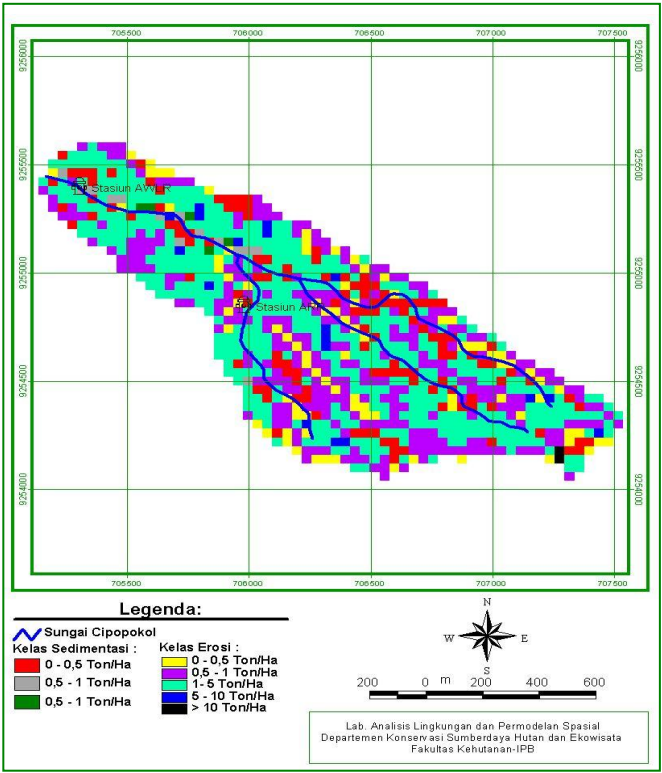 705500 706000 706500 707000 707500
9256000 9256000
9255500 9255500
Stasiun AWLR
9255000 9255000
Stasiun
9254500 9254500
9254000 9254000
705500 706000 706500 707000 707500
Legenda:
Sungai Cipopokol
Kelas Sedimentasi :
0 - 0,5 Ton/Ha
0,5 - 1 Ton/Ha
0,5 - 1 Ton/Ha
Kelas Erosi :
0 - 0,5 Ton/Ha
0,5 - 1 Ton/Ha
1- 5 Ton/Ha
5 - 10 Ton/Ha
> 10 Ton/Ha
N
W E
S
200 0 m 200 400 600
Lab. Analisis Lingkungan dan Permodelan Spasial
Departemen Konservasi Sumberdaya Hutan dan Ekowisata
Fakultas Kehutanan-IPB